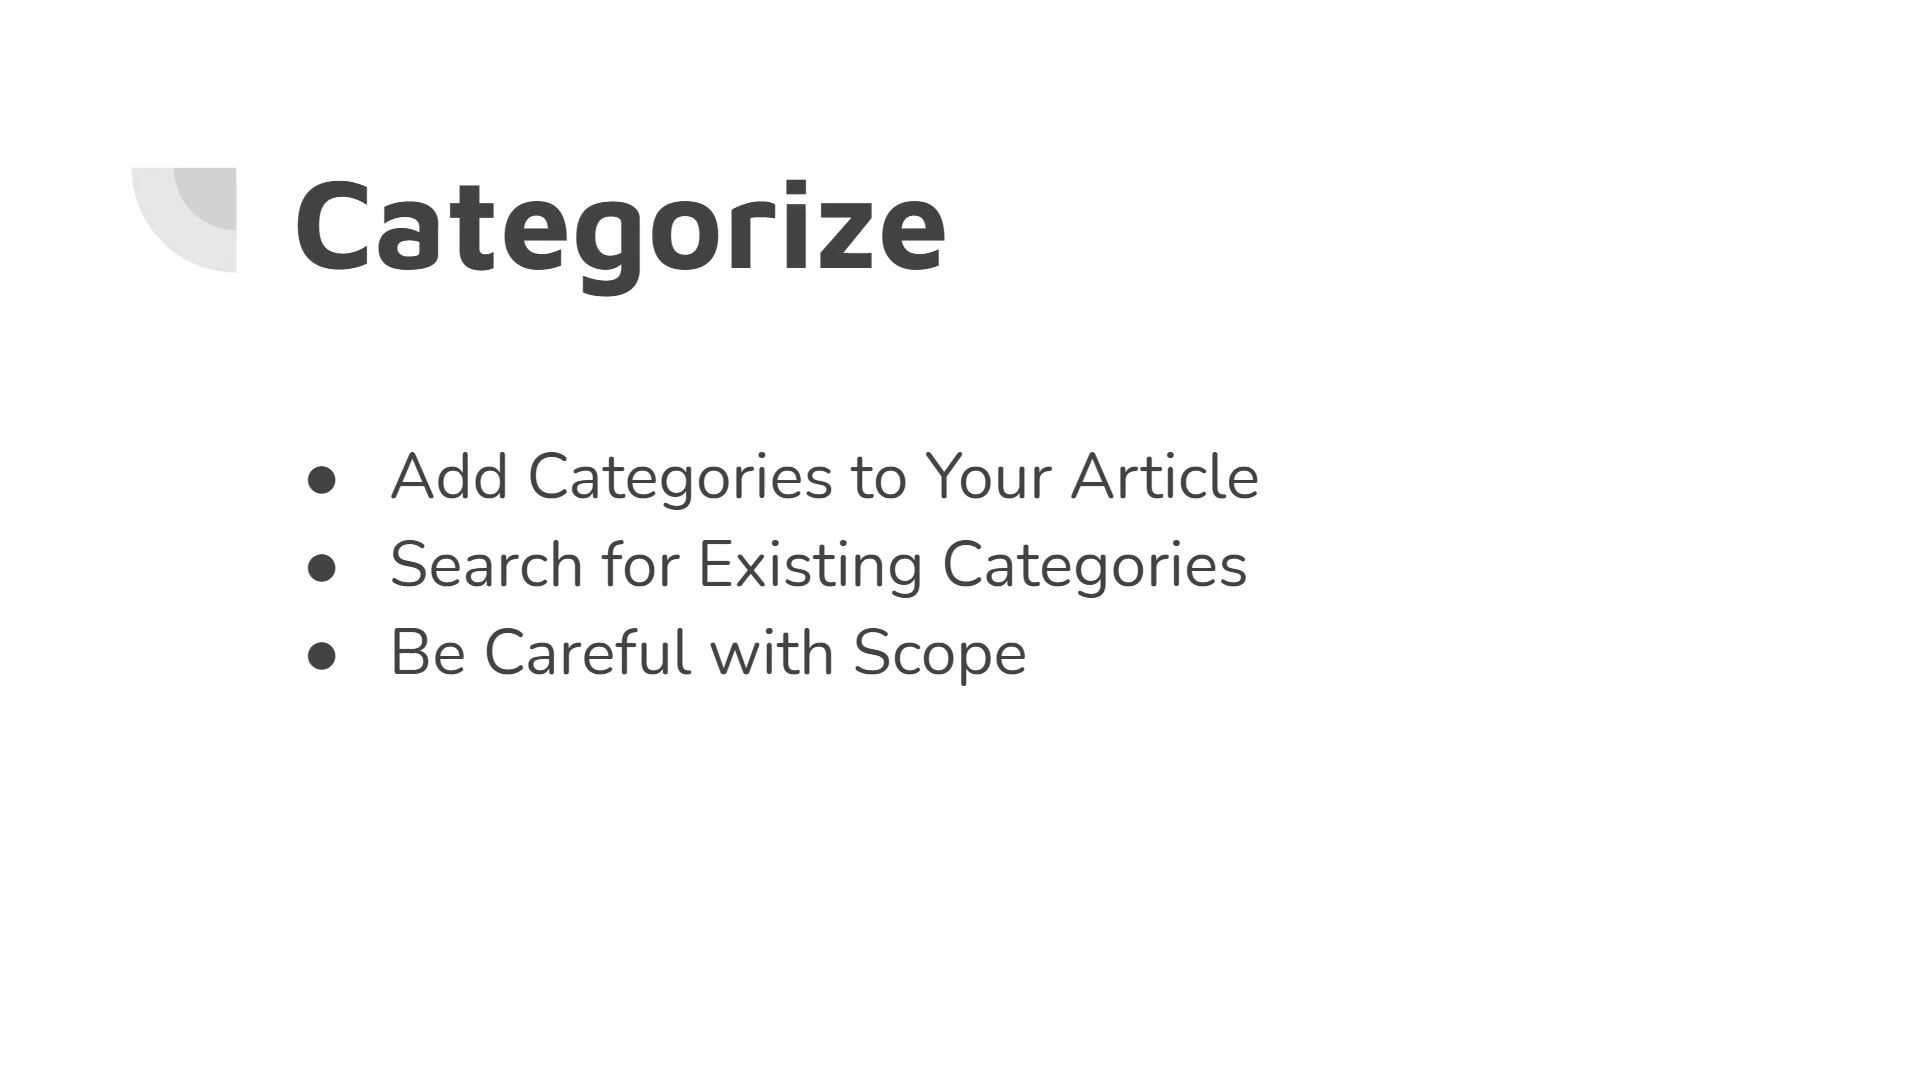 Categorize
● Add Categories to Your Article
● Search for Existing Categories
● Be Careful with Scope